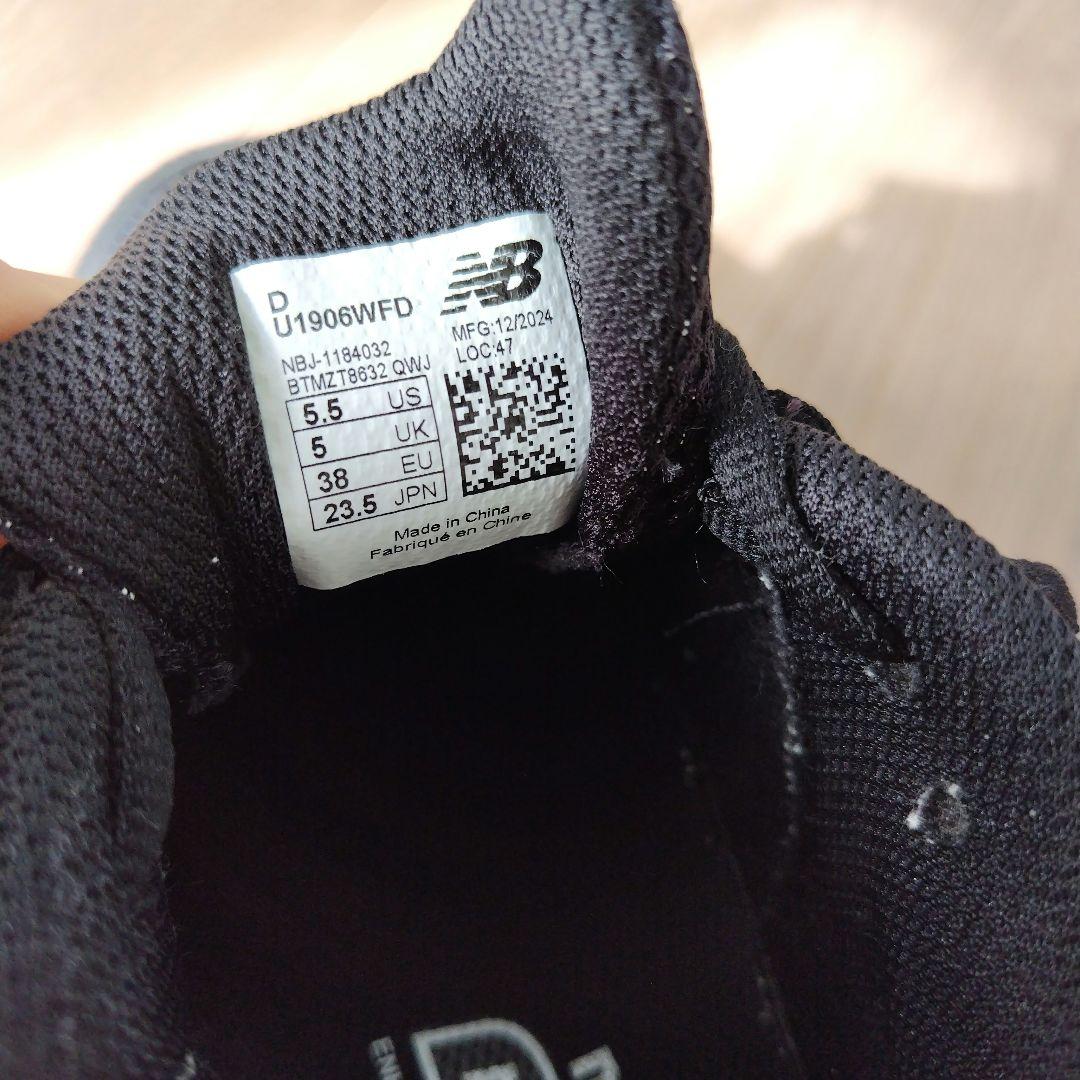 D
U1906WFD
NB
NBJ-1184032
BTMZT8632 QWJ
MFG:12/2024
LOC:47
5.5 US
5 UK
38 EU
23.5 JPN
Made in China
Fabriqué en Chine